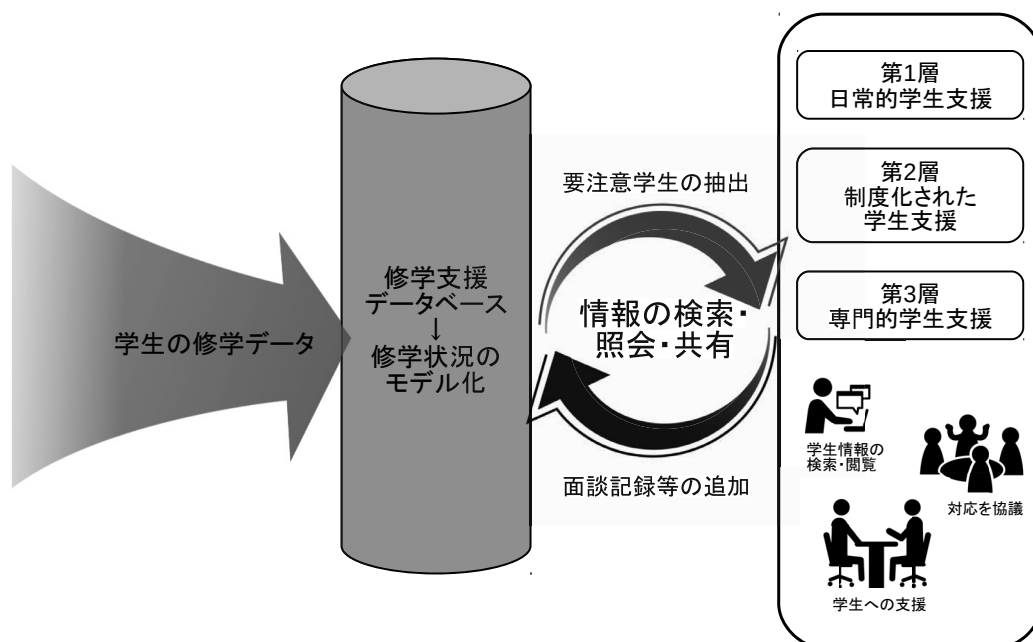 学生の修学データ
修学支援
データベース
↓
修学状況の
モデル化
要注意学生の抽出
情報の検索・
照会・共有
面談記録等の追加
第1層
日常的学生支援
第2層
制度化された
学生支援
第3層
専門的学生支援
学生情報の
検索・閲覧
対応を協議
学生への支援